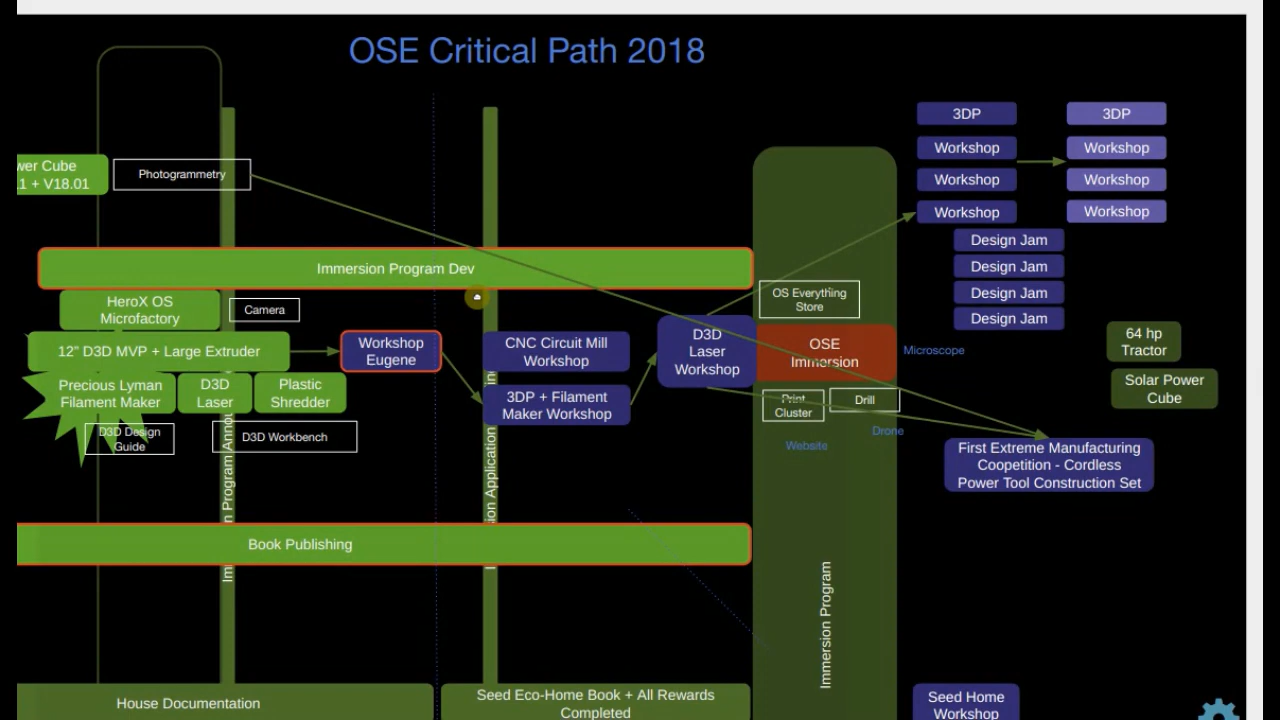 OSE Critical Path 2018
3DP
3DP
wer Cube
1 + V18.01
Photogrammetry
Workshop
Workshop
Workshop
Workshop
Workshop
Workshop
Design Jam
Design Jam
Design Jam
Design Jam
Immersion Program Dev
HeroX OS
Microfactory
Camera
OS Everything
Store
12" D3D MVP + Large Extruder
Workshop
Eugene
CNC Circuit Mill
Workshop
D3D
Laser
Workshop
OSE
Immersion
Microscope
64 hp
Tractor
Precious Lyman
Filament Maker
D3D
Laser
Plastic
Shredder
3DP + Filament
Maker Workshop
Print
Cluster
Drill
Solar Power
Cube
D3D Design
Guide
D3D Workbench
Drone
Website
First Extreme Manufacturing
Coopetition - Cordless
Power Tool Construction Set
n Program Annou
ion Application
Book Publishing
Immersion Program
House Documentation
Seed Eco-Home Book + All Rewards
Completed
Seed Home
Workshop